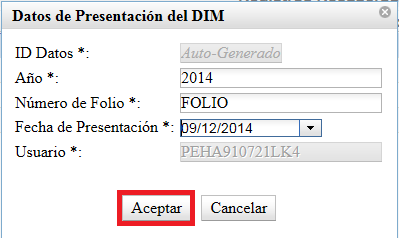 Datos de Presentación del DIM
ID Datos *: Auto-Generado
Año *: 2014
Número de Folio *: FOLIO
Fecha de Presentación *: 09/12/2014
Usuario *: PEHA910721LK4
Aceptar Cancelar